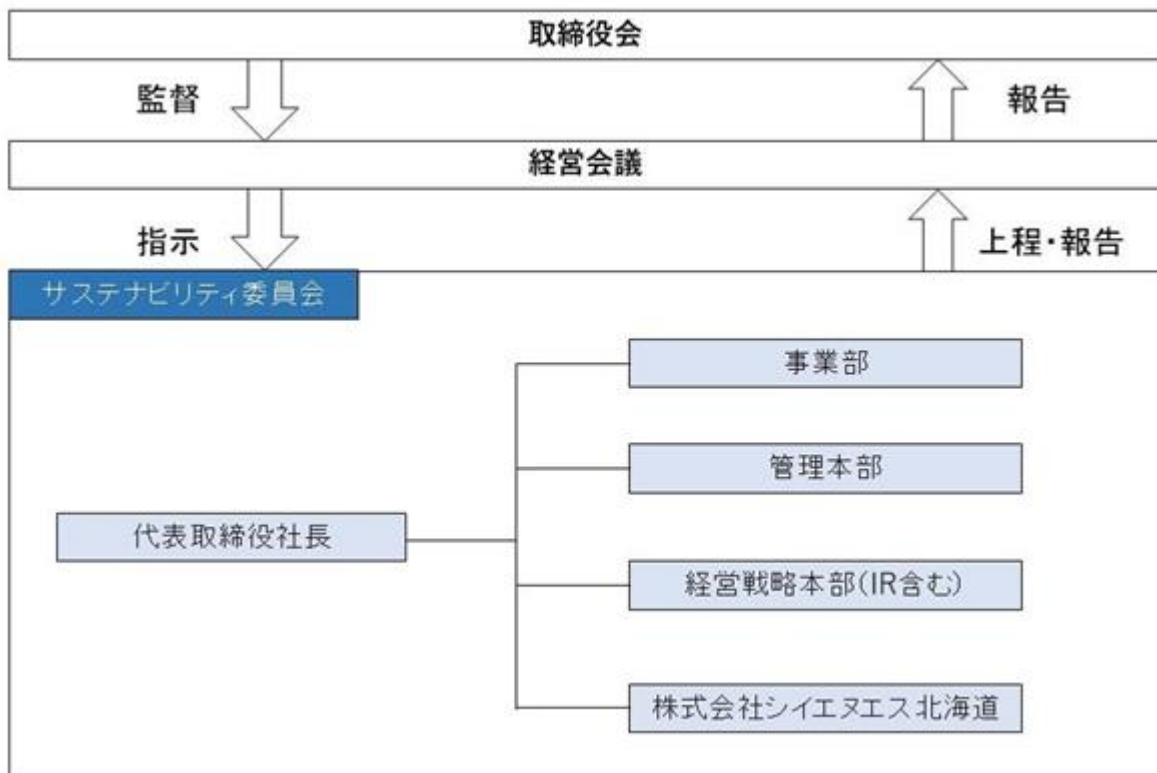 取締役会
監督
報告
経営会議
指示
上程・報告
サステナビリティ委員会
事業部
管理本部
代表取締役社長
経営戦略本部(IR含む)
株式会社シイエヌエス北海道